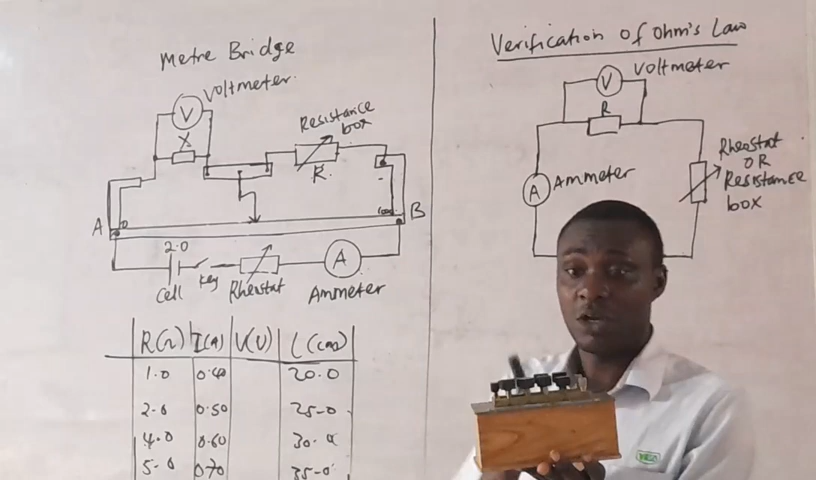 Metre Bridge
Voltmeter.
V
X
Resistance
box
R.
A
0
100
B
2.0
Cell
Key
Rheostat
A
Ammeter
R(Ω) I(A) V(V) L(cm)
1.0 0.40 20.0
2.0 0.50 25.0
4.0 0.60 30.0
5.0 0.70 35.0
Verification of Ohm's Law
V
Voltmeter
R
A
Ammeter
Rheostat
OR
Resistance
box